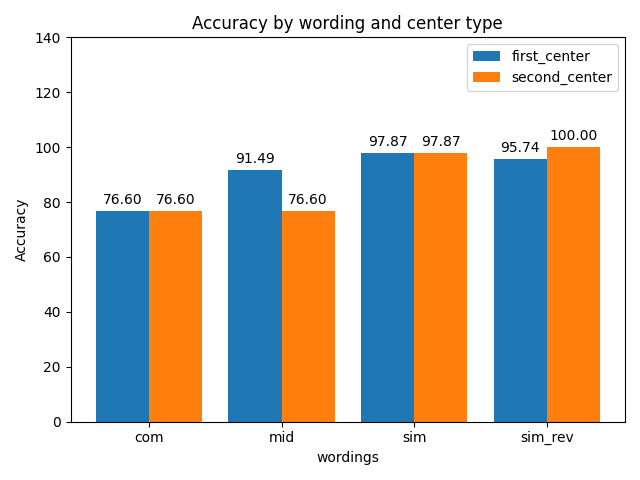 Accuracy by wording and center type
140
120
100
80
60
40
20
0
Accuracy
first_center
second_center
76.60
76.60
91.49
76.60
97.87
97.87
95.74
100.00
com
mid
sim
sim_rev
wordings